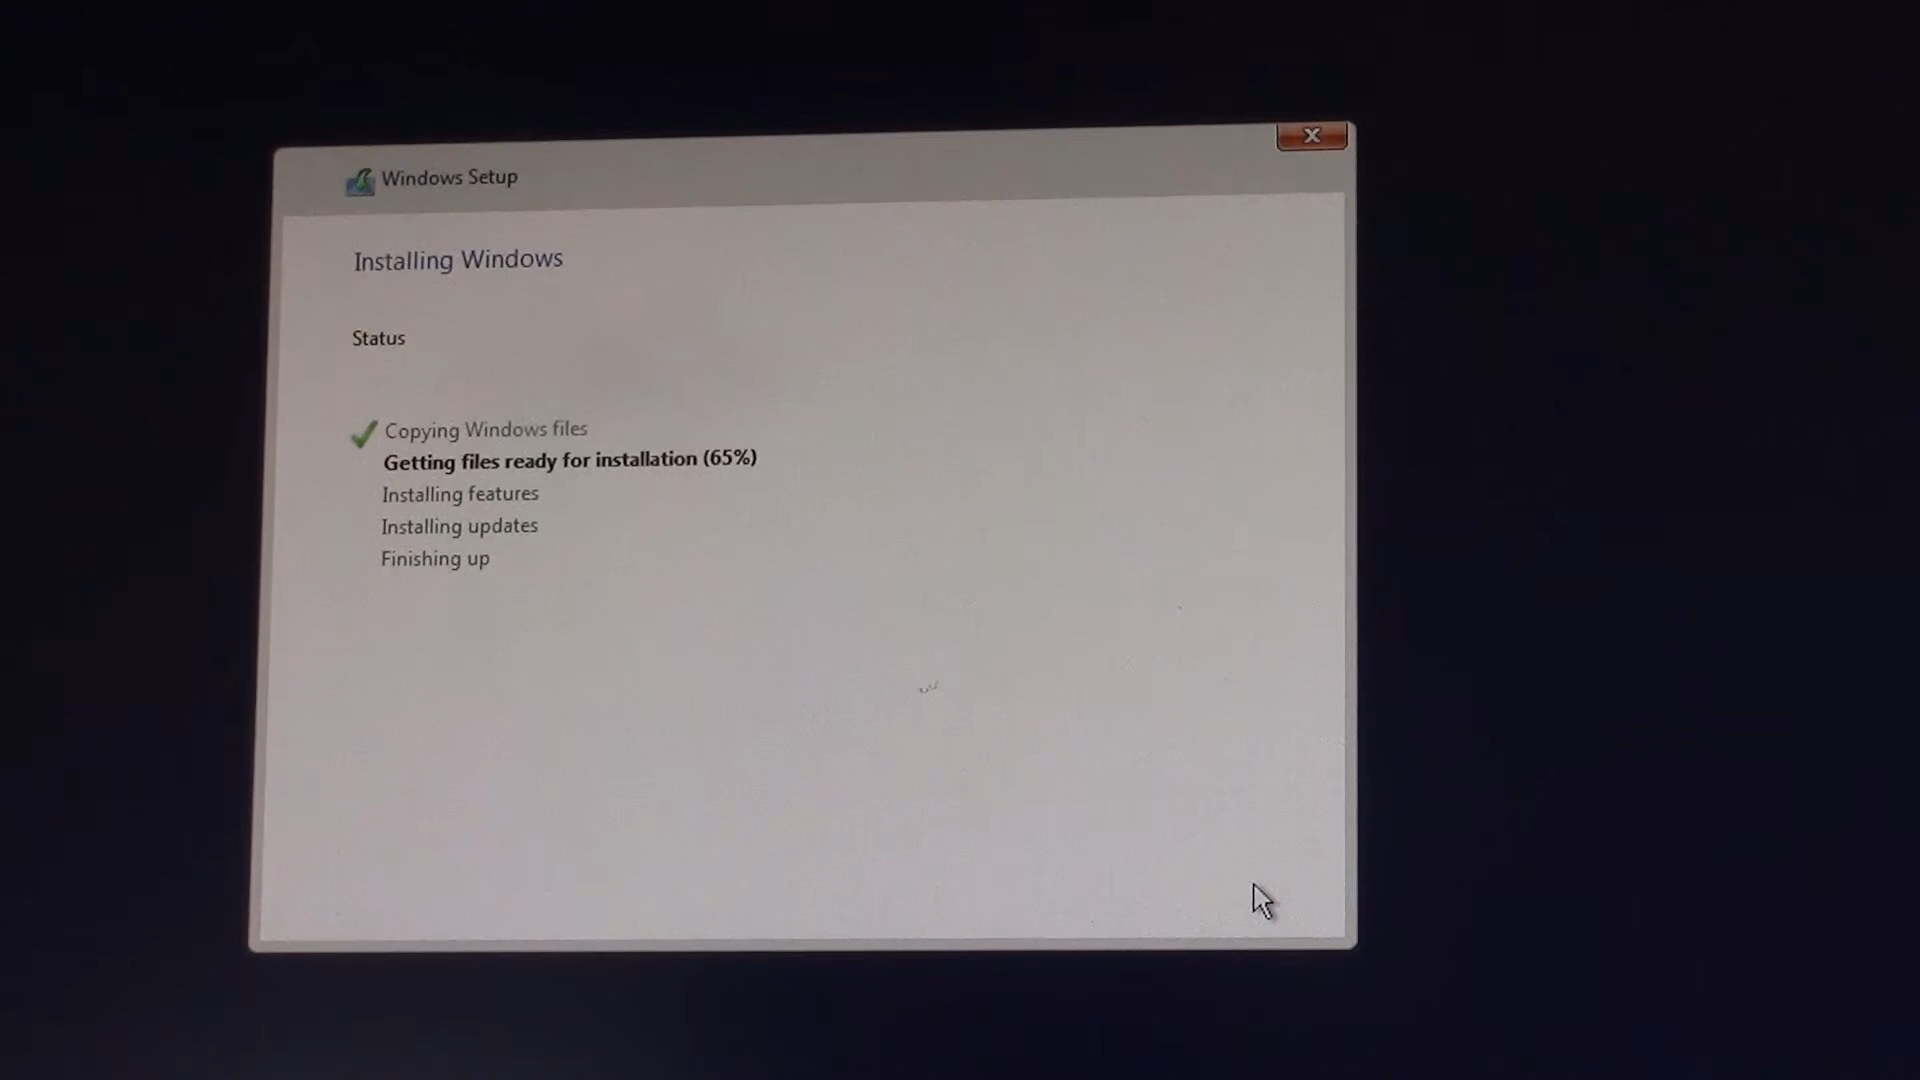 Windows Setup
Installing Windows
Status
Copying Windows files
Getting files ready for installation (65%)
Installing features
Installing updates
Finishing up